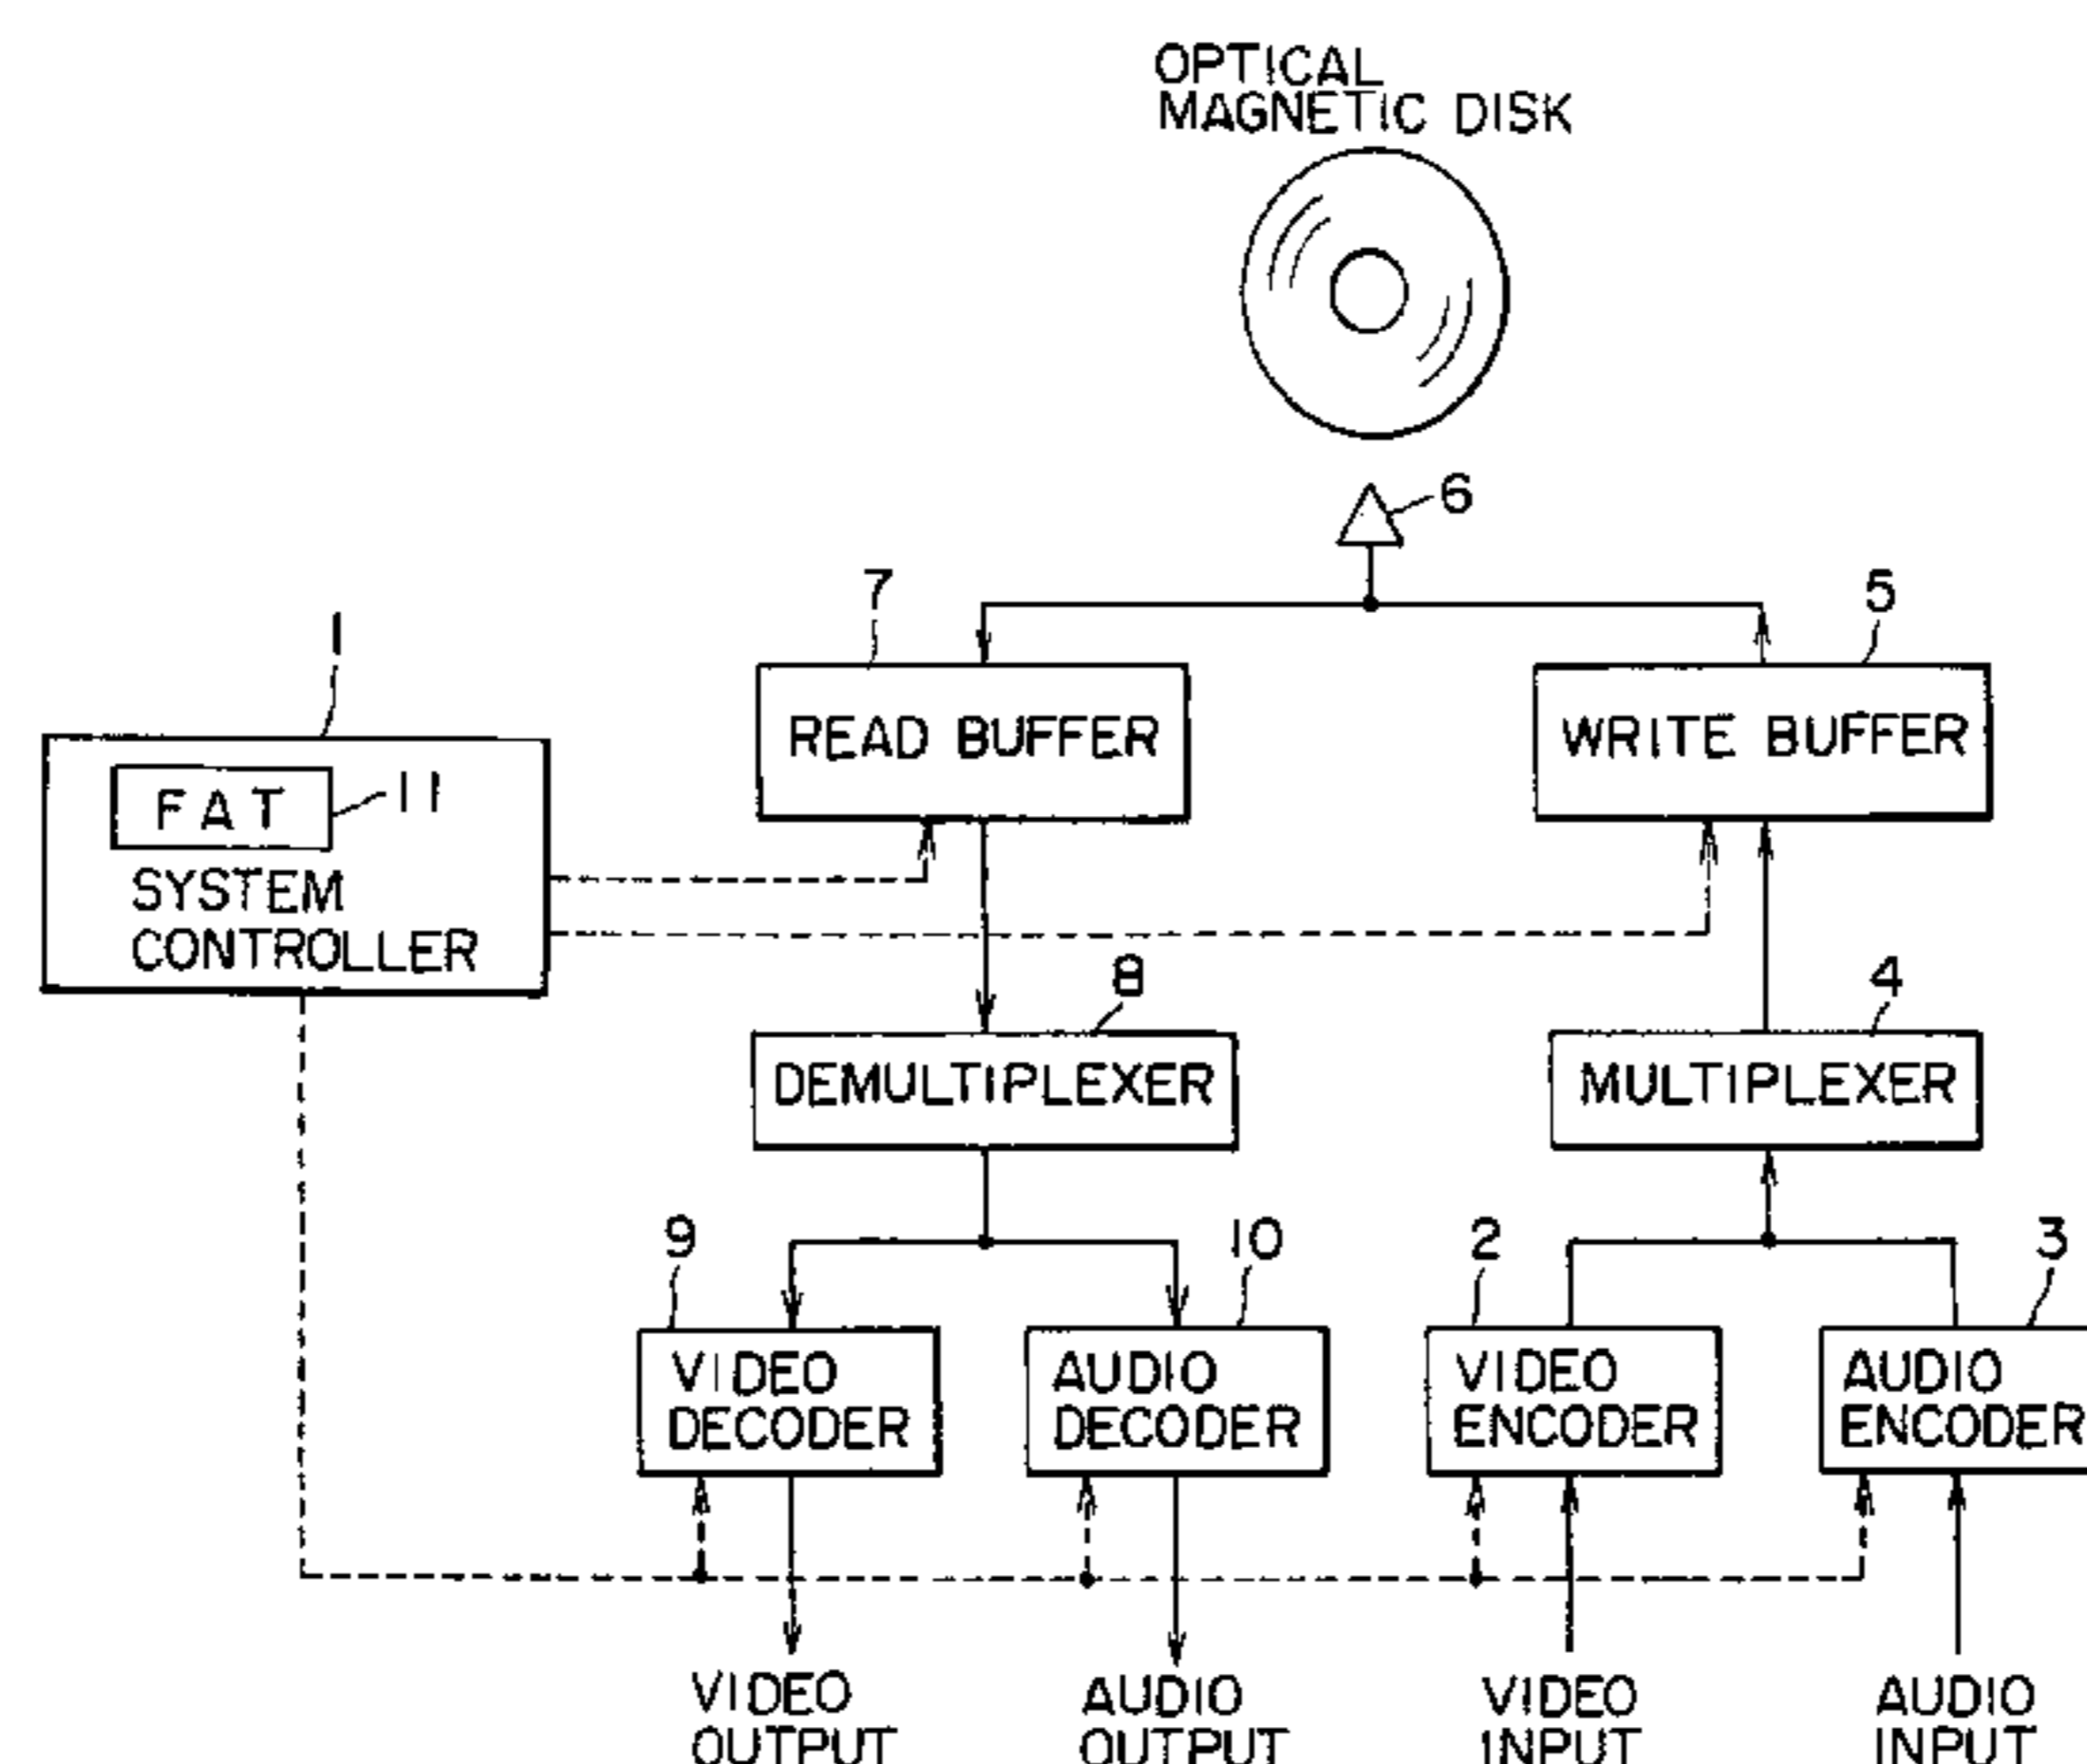 OPTICAL
MAGNETIC DISK
6
7
5
1
READ BUFFER
WRITE BUFFER
FAT
11
SYSTEM
CONTROLLER
8
4
DEMULTIPLEXER
MULTIPLEXER
9
10
2
3
VIDEO
DECODER
AUDIO
DECODER
VIDEO
ENCODER
AUDIO
ENCODER
VIDEO
OUTPUT
AUDIO
OUTPUT
VIDEO
INPUT
AUDIO
INPUT